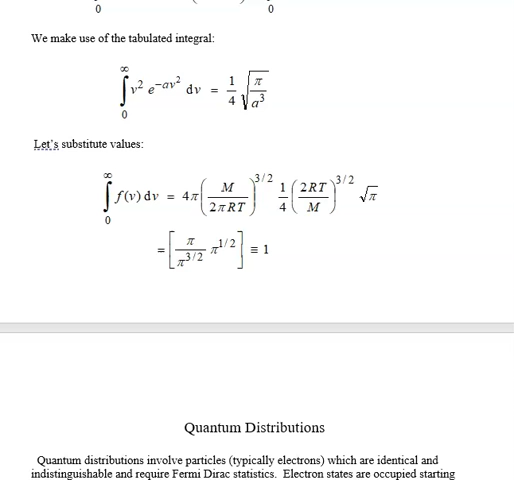 0 0
We make use of the tabulated integral:
∫₀^∞ v² e^{-av²} dv = 1/4 √(π/a³)
Let's substitute values:
∫₀^∞ f(v) dv = 4π (M/2πRT)^{3/2} 1/4 (2RT/M)^{3/2} √π
= [π/π^{3/2} π^{1/2}] ≡ 1
Quantum Distributions
Quantum distributions involve particles (typically electrons) which are identical and
indistinguishable and require Fermi Dirac statistics. Electron states are occupied starting